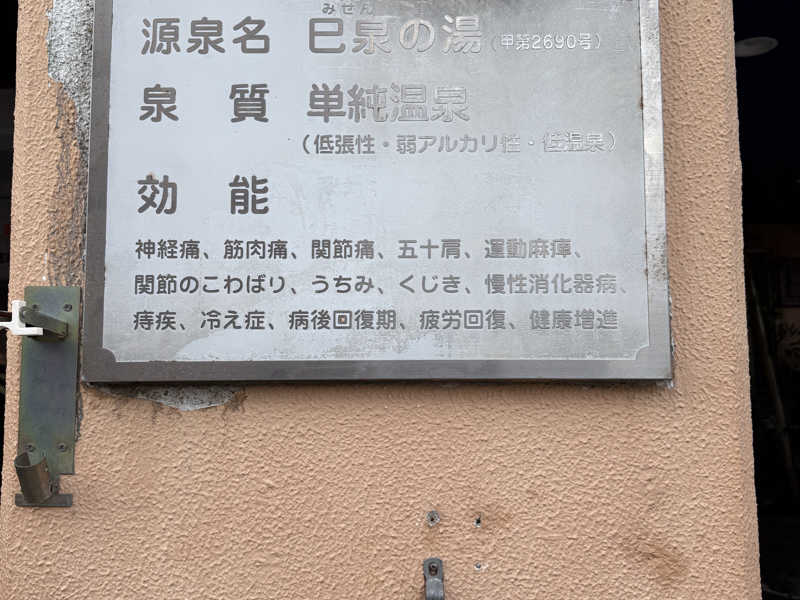 みせん
源泉名 巳泉の湯(甲第2690号)
泉質 単純温泉
(低張性・弱アルカリ性・低温泉)
効能
神経痛、筋肉痛、関節痛、五十肩、運動麻痺、
関節のこわばり、うちみ、くじき、慢性消化器病、
痔疾、冷え症、病後回復期、疲労回復、健康増進